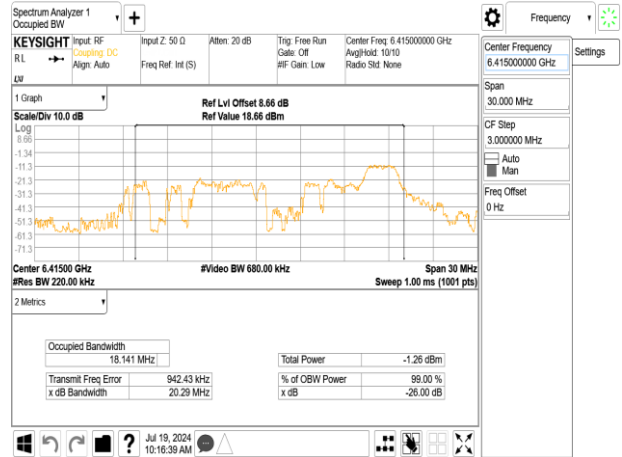 Spectrum Analyzer 1
Occupied BW
Frequency
KEYSIGHT
Input: RF
Coupling: DC
Align: Auto
Input Z: 50 Ω
Freq Ref: Int (S)
Atten: 20 dB
Trig: Free Run
Gate: Off
#IF Gain: Low
Center Freq: 6.415000000 GHz
Avg|Hold: 10/10
Radio Std: None
RL
LXI
Center Frequency
6.415000000 GHz
Settings
Span
30.000 MHz
CF Step
3.000000 MHz
Auto
Man
Freq Offset
0 Hz
1 Graph
Scale/Div 10.0 dB
Ref Lvl Offset 8.66 dB
Ref Value 18.66 dBm
Log
8.66
-1.34
-11.3
-21.3
-31.3
-41.3
-51.3
-61.3
-71.3
Center 6.41500 GHz
#Video BW 680.00 kHz
Span 30 MHz
#Res BW 220.00 kHz
Sweep 1.00 ms (1001 pts)
2 Metrics
Occupied Bandwidth
18.141 MHz
Total Power
-1.26 dBm
Transmit Freq Error
942.43 kHz
% of OBW Power
99.00 %
x dB Bandwidth
20.29 MHz
x dB
-26.00 dB
?
Jul 19, 2024
10:16:39 AM